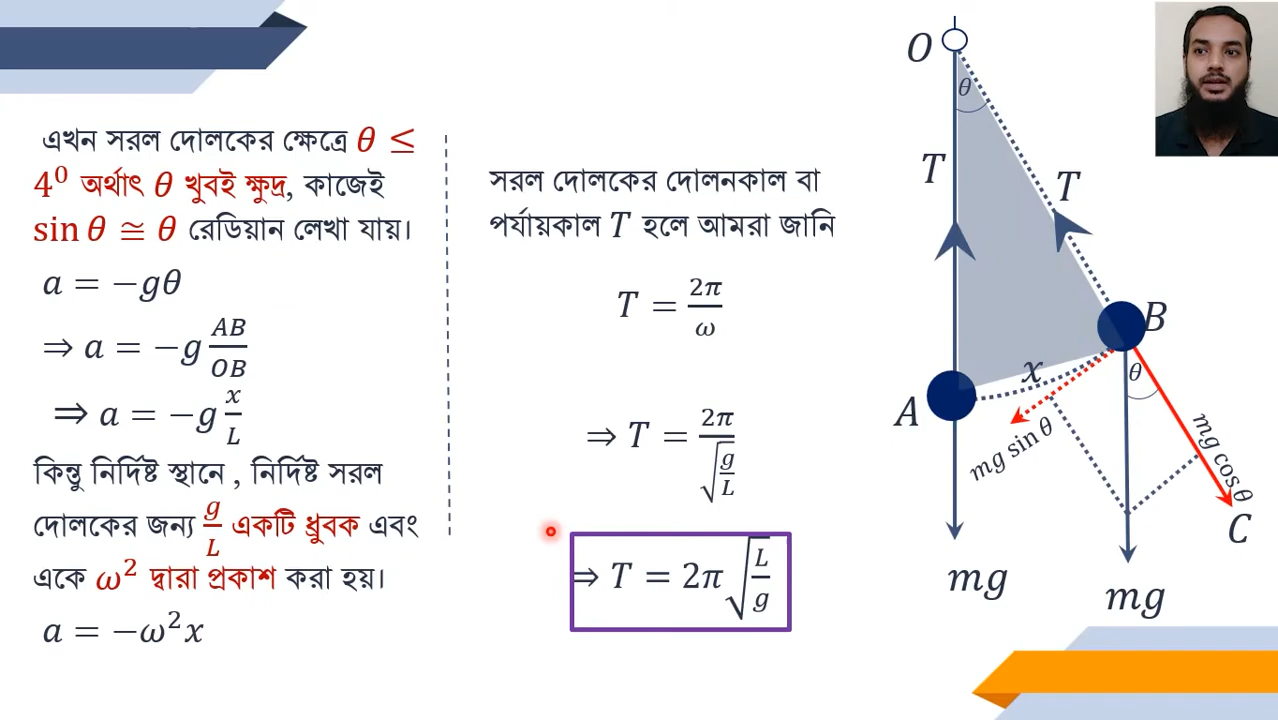 এখন সরল দোলকের ক্ষেত্রে θ ≤
4⁰ অর্থাৎ θ খুবই ক্ষুদ্র, কাজেই
sin θ ≅ θ রেডিয়ান লেখা যায়।
a = −gθ
⇒ a = −g AB/OB
⇒ a = −g x/L
কিন্তু নির্দিষ্ট স্থানে , নির্দিষ্ট সরল
দোলকের জন্য g/L একটি ধ্রুবক এবং
একে ω² দ্বারা প্রকাশ করা হয়।
a = −ω²x
সরল দোলকের দোলনকাল বা
পর্যায়কাল T হলে আমরা জানি
T = 2π/ω
⇒ T = 2π/√(g/L)
⇒ T = 2π√(L/g)
O
θ
T
T
B
x
θ
A
mg sin θ
mg cos θ
C
mg
mg